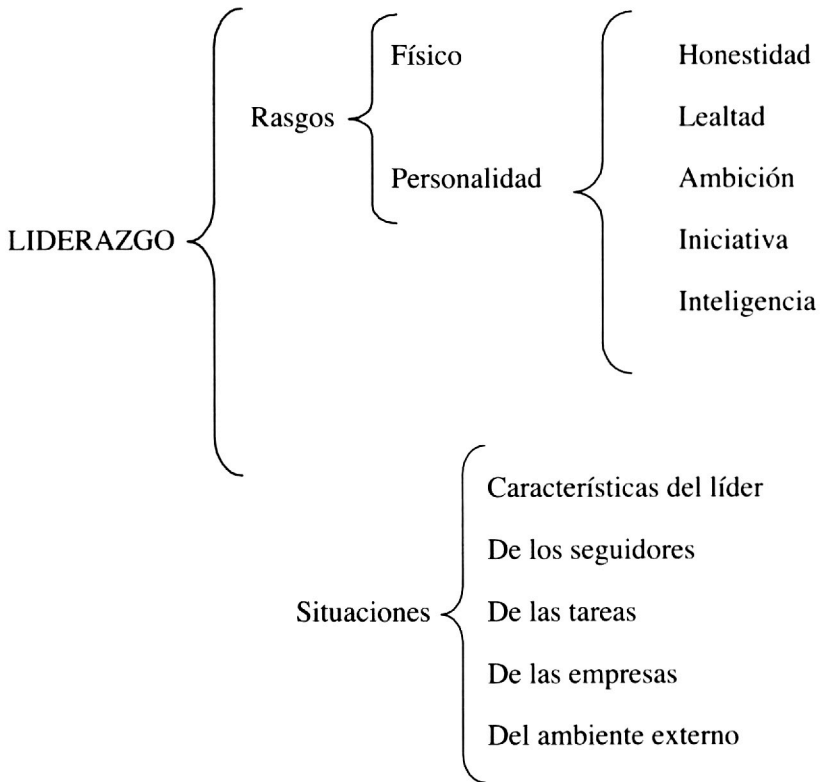 LIDERAZGO
Rasgos
Físico
Personalidad
Honestidad
Lealtad
Ambición
Iniciativa
Inteligencia
Situaciones
Características del líder
De los seguidores
De las tareas
De las empresas
Del ambiente externo